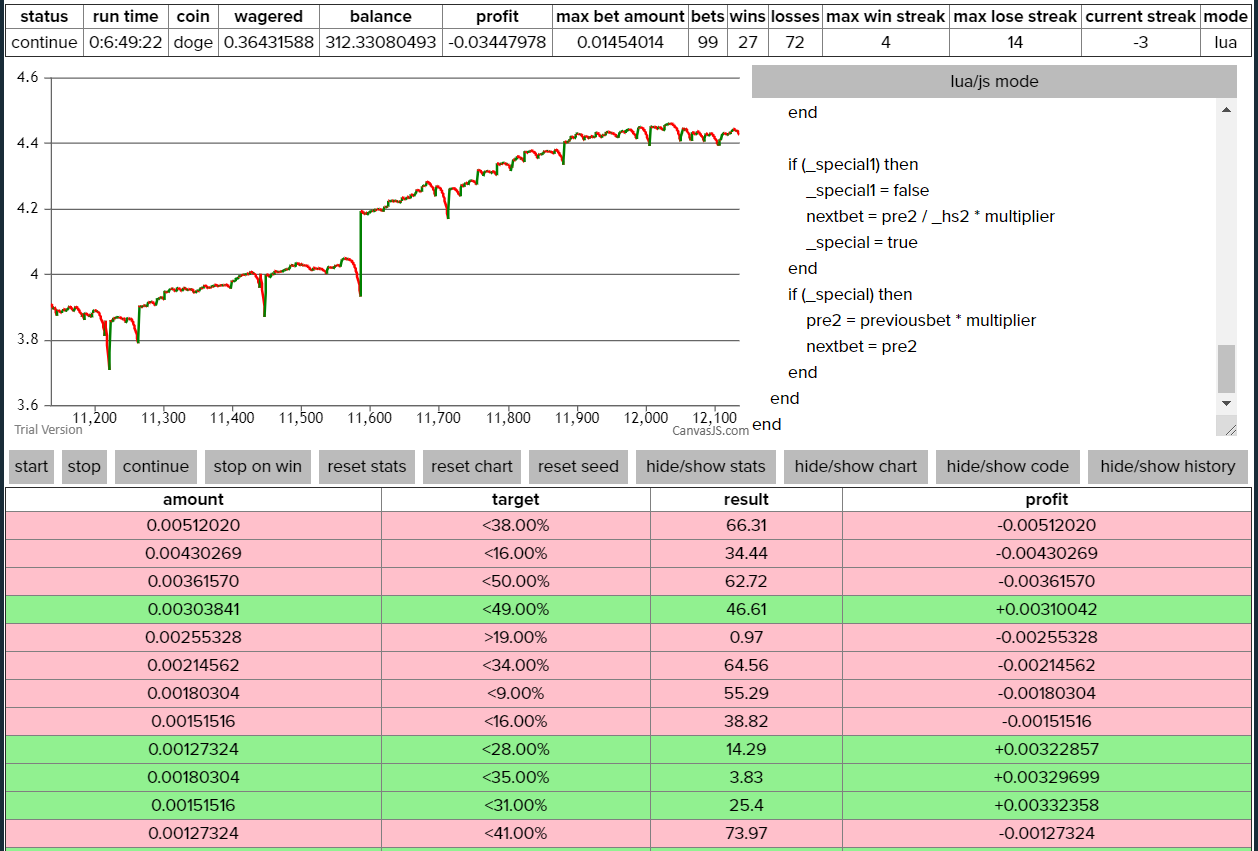 status run time coin wagered balance profit max bet amount bets wins losses max win streak max lose streak current streak mode
continue 0:6:49:22 doge 0.36431588 312.33080493 -0.03447978 0.01454014 99 27 72 4 14 -3 lua
4.6
4.4
4.2
4
3.8
3.6
11,200 11,300 11,400 11,500 11,600 11,700 11,800 11,900 12,000 12,100
Trial Version
CanvasJS.com
lua/js mode
end
if (_special1) then
_special1 = false
nextbet = pre2 / _hs2 * multiplier
_special = true
end
if (_special) then
pre2 = previousbet * multiplier
nextbet = pre2
end
end
end
start stop continue stop on win reset stats reset chart reset seed hide/show stats hide/show chart hide/show code hide/show history
amount target result profit
0.00512020 <38.00% 66.31 -0.00512020
0.00430269 <16.00% 34.44 -0.00430269
0.00361570 <50.00% 62.72 -0.00361570
0.00303841 <49.00% 46.61 +0.00310042
0.00255328 >19.00% 0.97 -0.00255328
0.00214562 <34.00% 64.56 -0.00214562
0.00180304 <9.00% 55.29 -0.00180304
0.00151516 <16.00% 38.82 -0.00151516
0.00127324 <28.00% 14.29 +0.00322857
0.00180304 <35.00% 3.83 +0.00329699
0.00151516 <31.00% 25.4 +0.00332358
0.00127324 <41.00% 73.97 -0.00127324